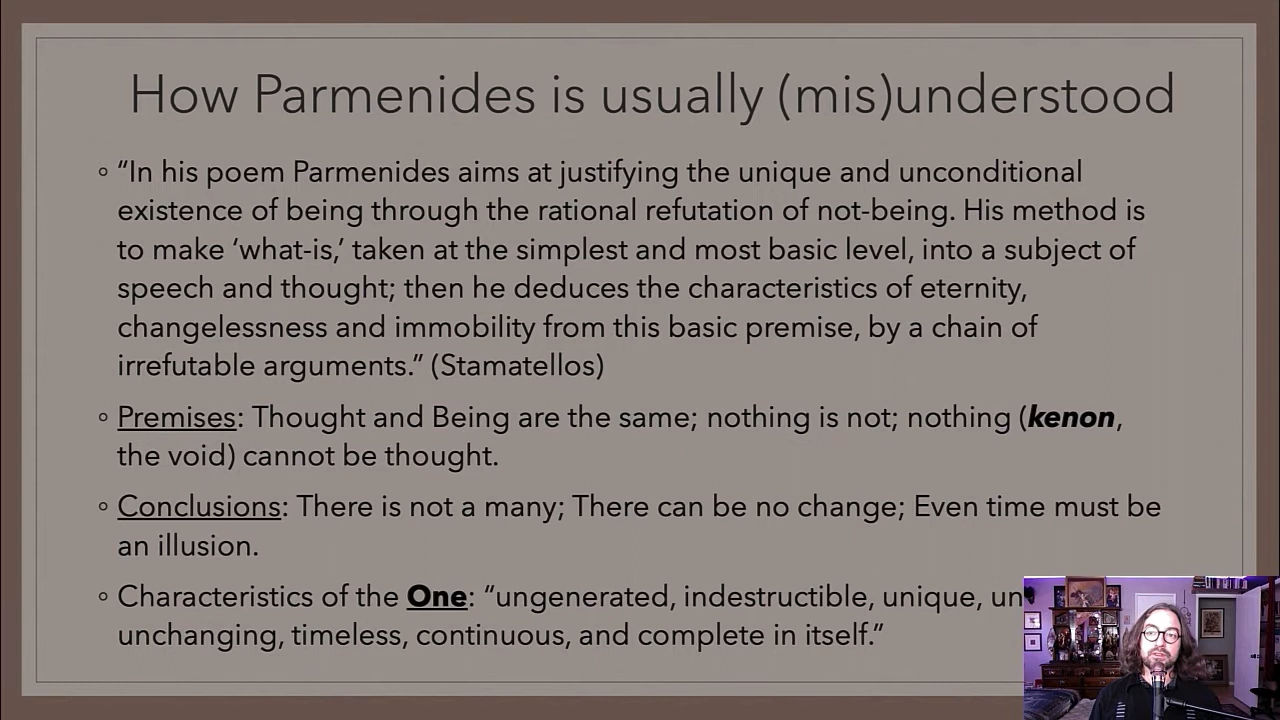 How Parmenides is usually (mis)understood
◦ “In his poem Parmenides aims at justifying the unique and unconditional
existence of being through the rational refutation of not-being. His method is
to make ‘what-is,’ taken at the simplest and most basic level, into a subject of
speech and thought; then he deduces the characteristics of eternity,
changelessness and immobility from this basic premise, by a chain of
irrefutable arguments.” (Stamatellos)
◦ Premises: Thought and Being are the same; nothing is not; nothing (kenon,
the void) cannot be thought.
◦ Conclusions: There is not a many; There can be no change; Even time must be
an illusion.
◦ Characteristics of the One: “ungenerated, indestructible, unique, un
unchanging, timeless, continuous, and complete in itself.”